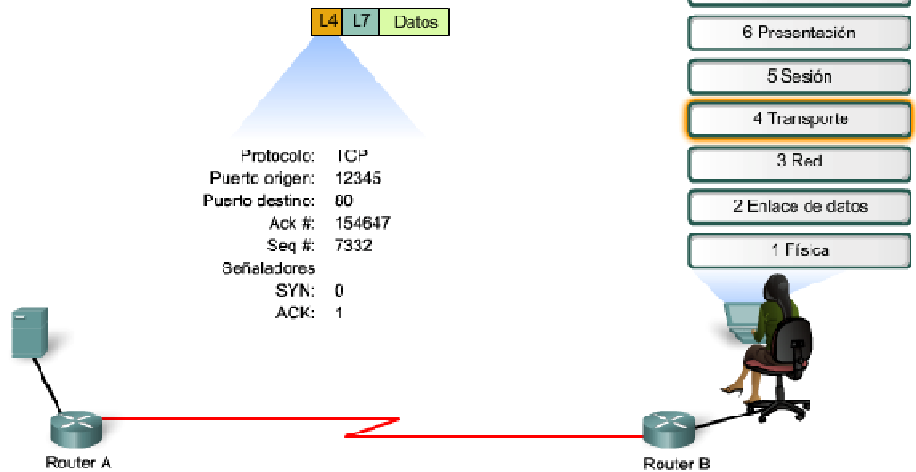 L4 L7 Datos
6 Presentación
5 Sesión
4 Transporte
3 Red
2 Enlace de datos
1 Física
Protocolo: TCP
Puerto origen: 12345
Puerto destino: 80
Ack #: 154647
Seq #: 7332
Señaladores
SYN: 0
ACK: 1
Router A
Router B